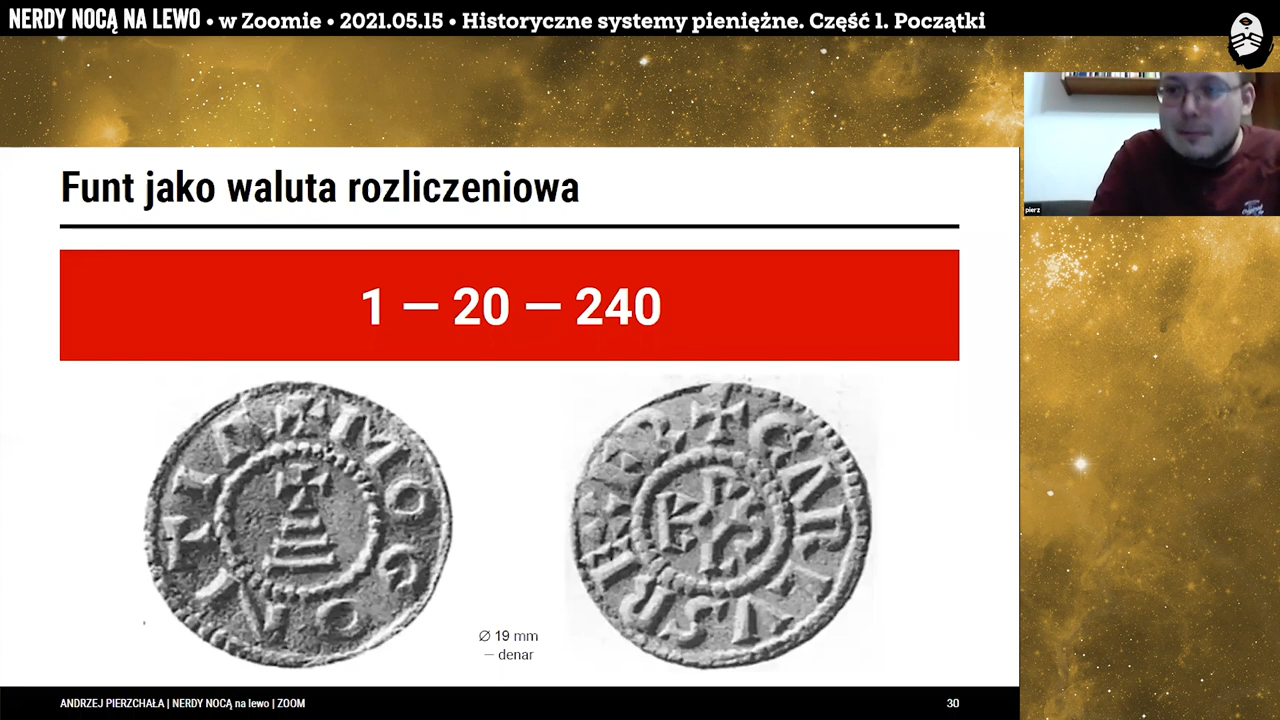 NERDY NOCĄ NA LEWO • w Zoomie • 2021.05.15 • Historyczne systemy pieniężne. Część 1. Początki
pierz
Funt jako waluta rozliczeniowa
1 — 20 — 240
∅ 19 mm
— denar
ANDRZEJ PIERZCHAŁA | NERDY NOCĄ na lewo | ZOOM
30